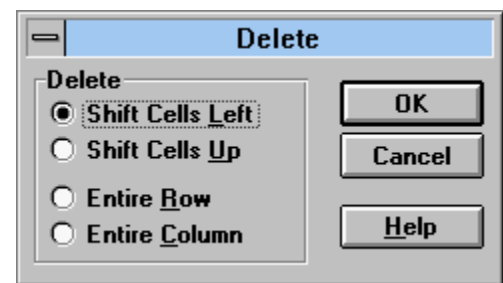 Delete
Delete
Shift Cells Left
Shift Cells Up
Entire Row
Entire Column
OK
Cancel
Help